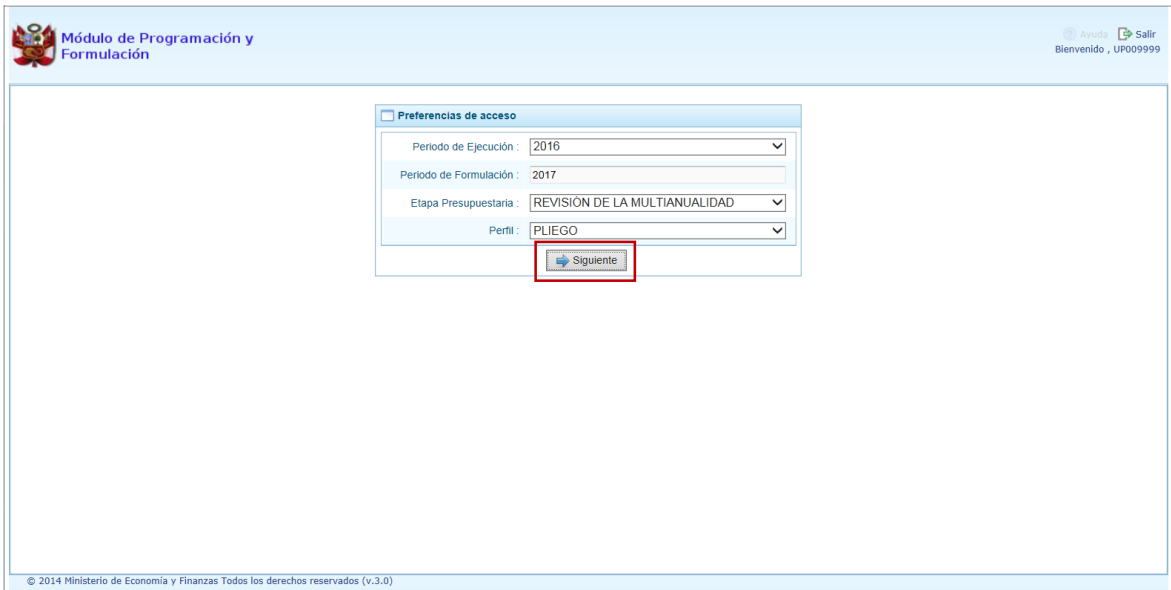 Módulo de Programación y
Formulación
Ayuda Salir
Bienvenido , UP009999
Preferencias de acceso
Periodo de Ejecución : 2016
Periodo de Formulación : 2017
Etapa Presupuestaria : REVISIÓN DE LA MULTIANUALIDAD
Perfil : PLIEGO
Siguiente
© 2014 Ministerio de Economía y Finanzas Todos los derechos reservados (v.3.0)